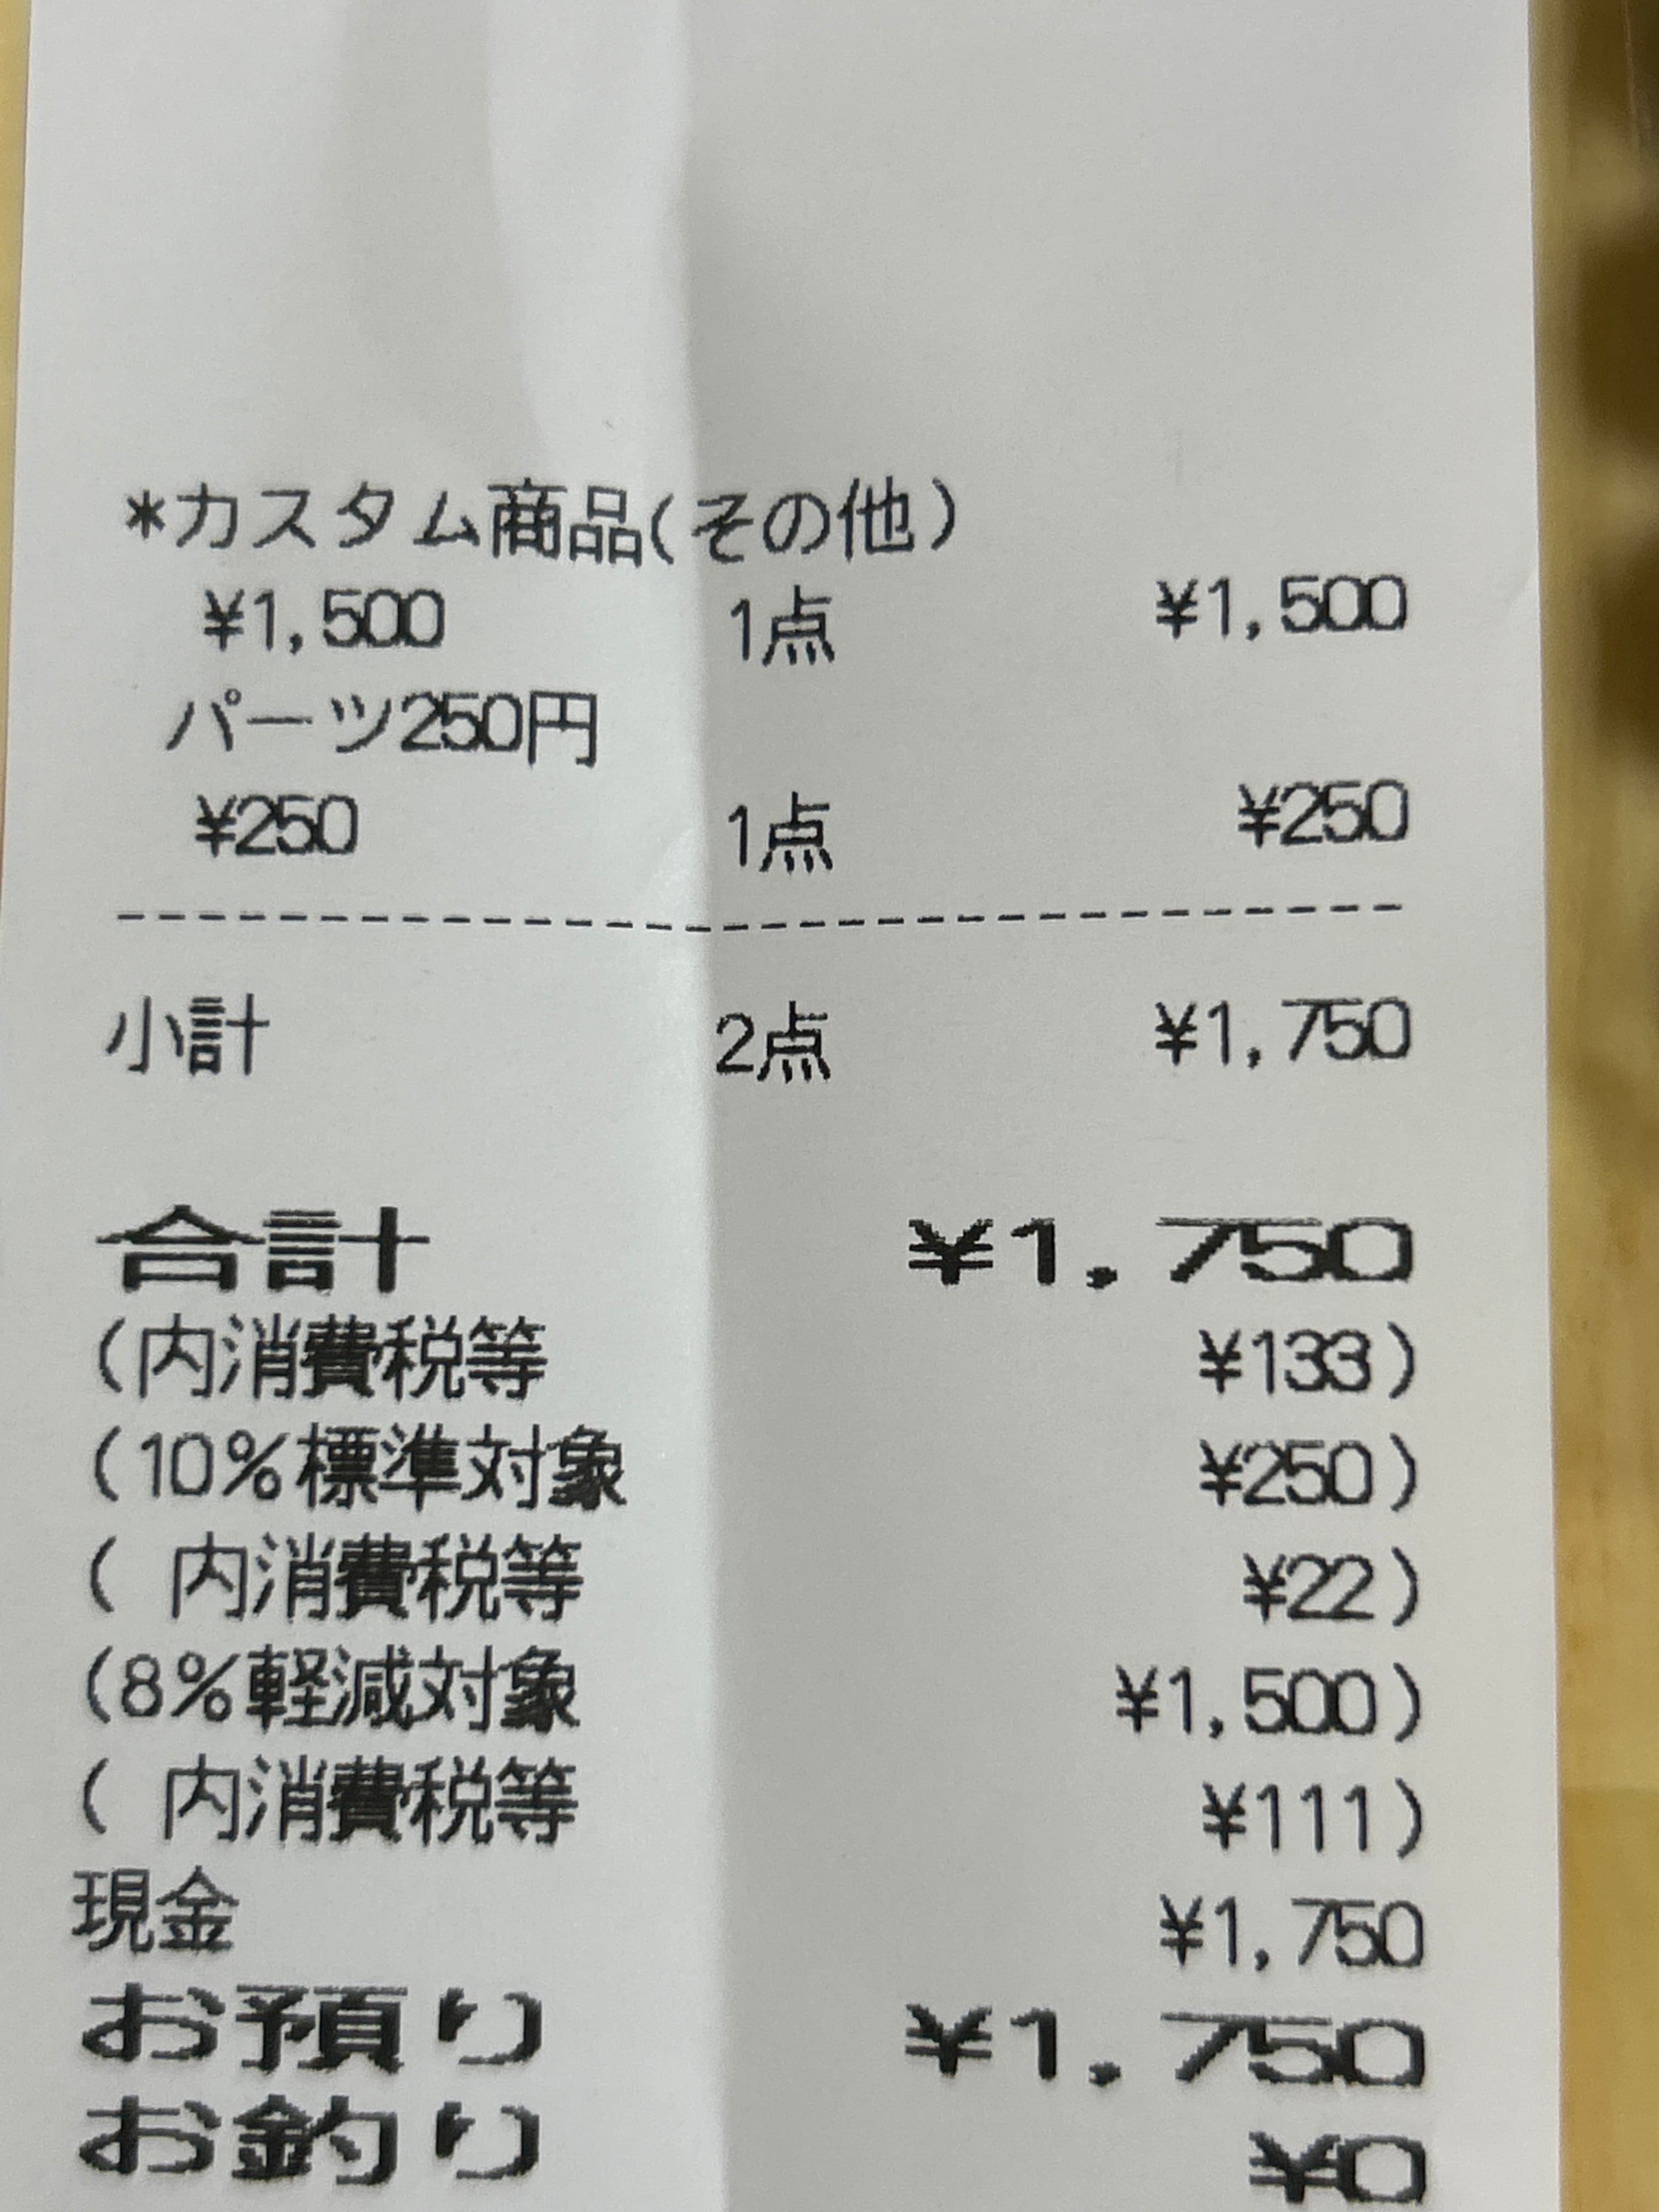 *カスタム商品(その他)
¥1,500 1点 ¥1,500
パーツ250円
¥250 1点 ¥250
--------------------------------
小計 2点 ¥1,750
合計 ¥1,750
(内消費税等 ¥133)
(10%標準対象 ¥250)
( 内消費税等 ¥22)
(8%軽減対象 ¥1,500)
( 内消費税等 ¥111)
現金 ¥1,750
お預り ¥1,750
お釣り ¥0